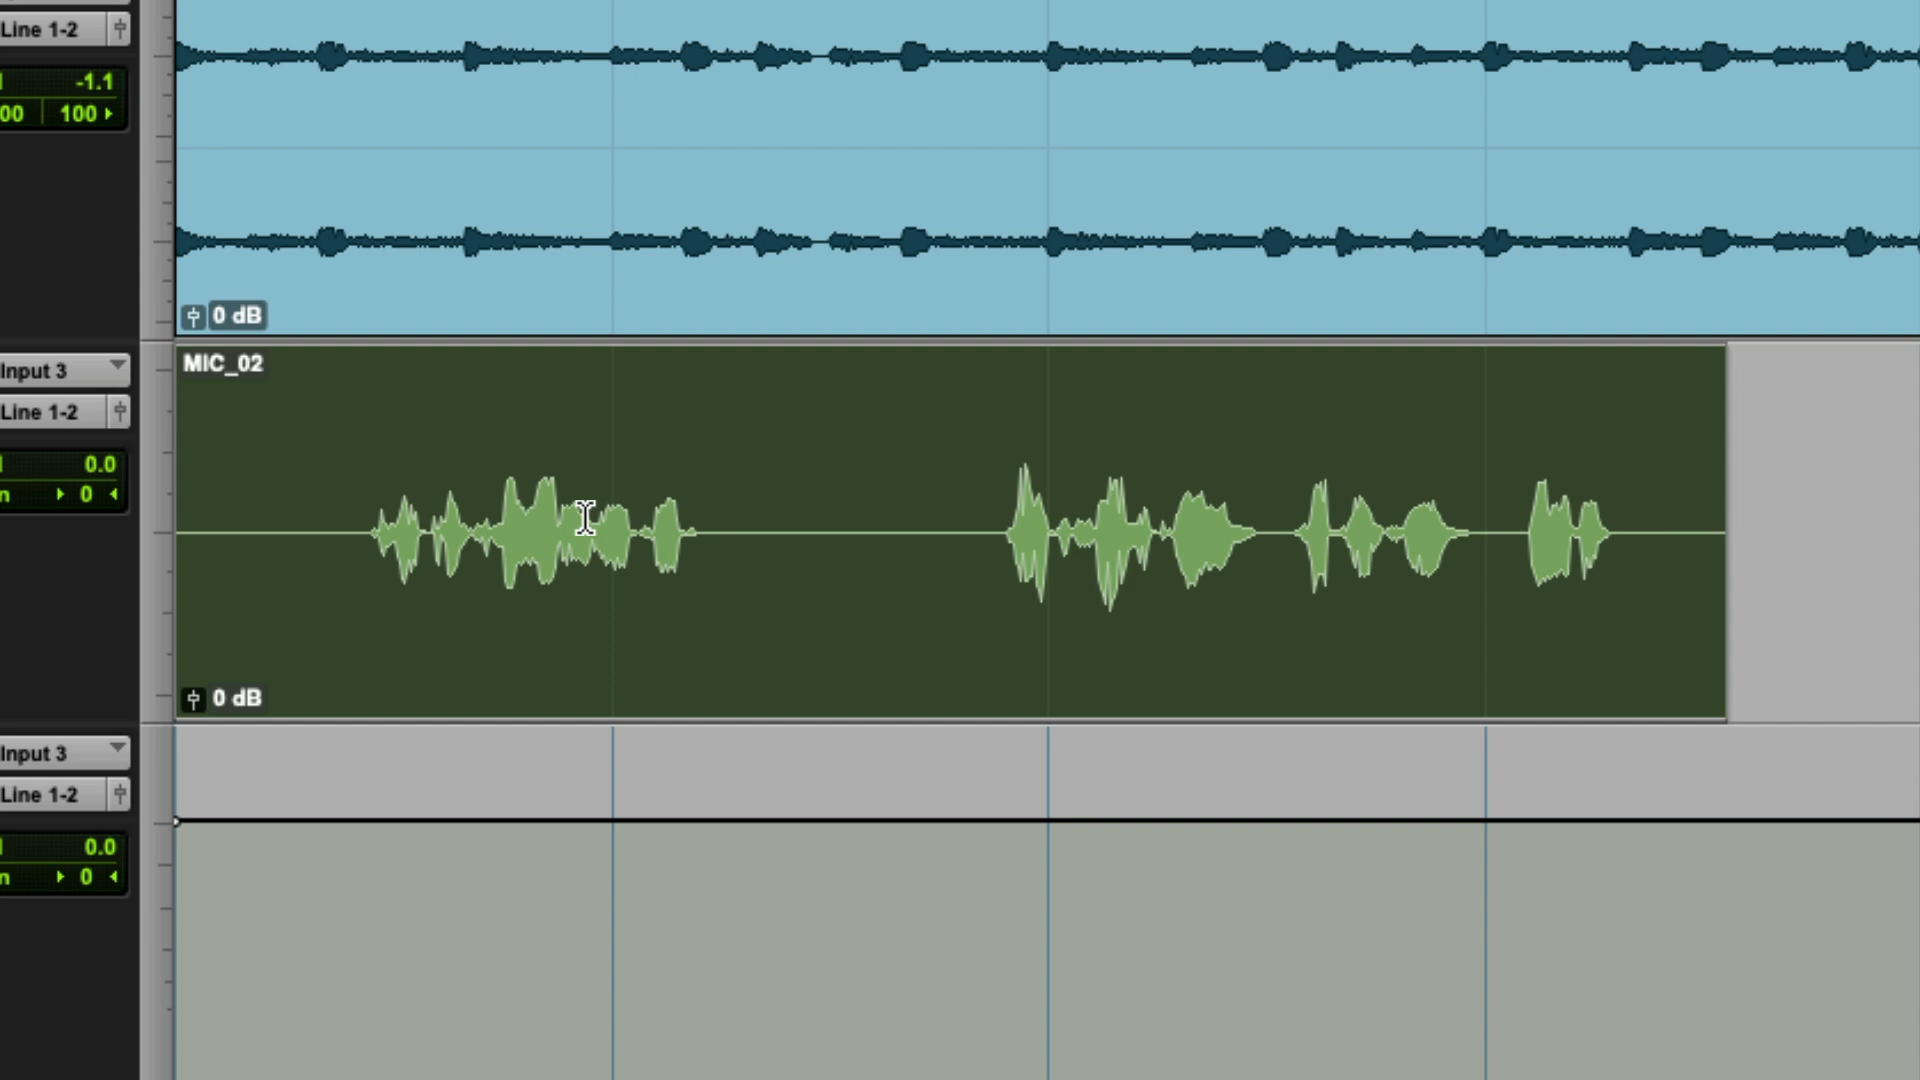 Line 1-2
-1.1
00 100
0 dB
Input 3
MIC_02
Line 1-2
0.0
n 0
0 dB
Input 3
Line 1-2
0.0
n 0